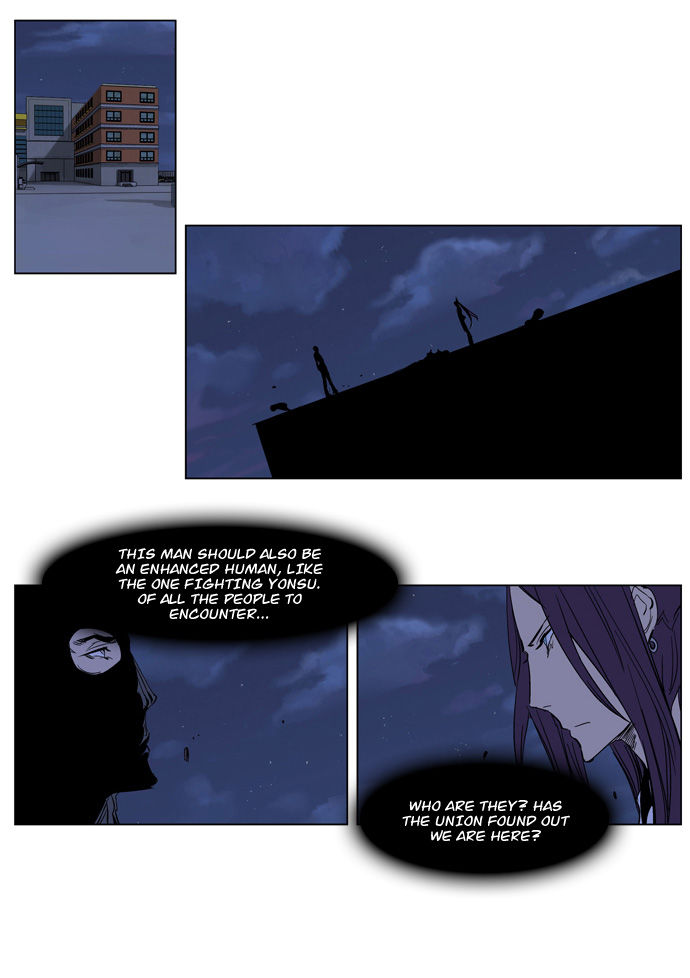 THIS MAN SHOULD ALSO BE
AN ENHANCED HUMAN, LIKE
THE ONE FIGHTING YONSU.
OF ALL THE PEOPLE TO
ENCOUNTER...
WHO ARE THEY? HAS
THE UNION FOUND OUT
WE ARE HERE?